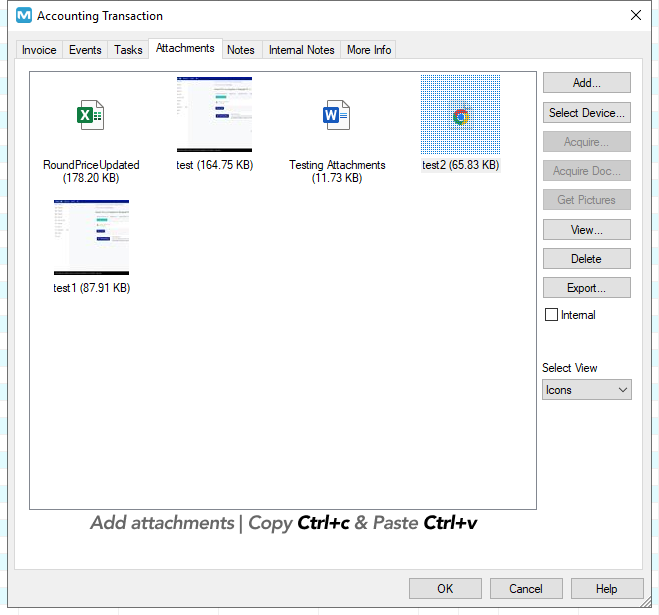 Accounting Transaction
Invoice Events Tasks Attachments Notes Internal Notes More Info
Add...
Select Device...
Acquire...
Acquire Doc...
Get Pictures
View...
Delete
Export...
Internal
Select View
Icons
RoundPriceUpdated
(178.20 KB)
test (164.75 KB)
Testing Attachments
(11.73 KB)
test2 (65.83 KB)
test1 (87.91 KB)
Add attachments | Copy Ctrl+c & Paste Ctrl+v
OK Cancel Help